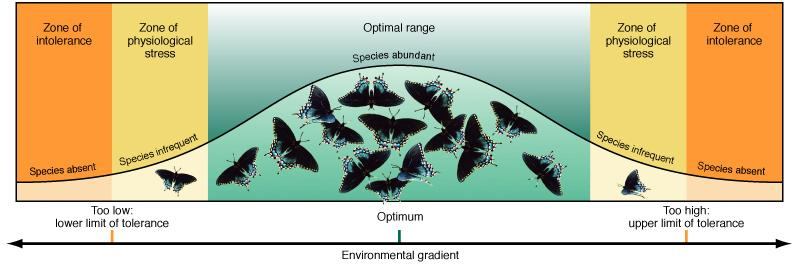 Zone of
intolerance
Zone of
physiological
stress
Optimal range
Zone of
physiological
stress
Zone of
intolerance
Species abundant
Species absent
Species infrequent
Species infrequent
Species absent
Too low:
lower limit of tolerance
Optimum
Too high:
upper limit of tolerance
Environmental gradient